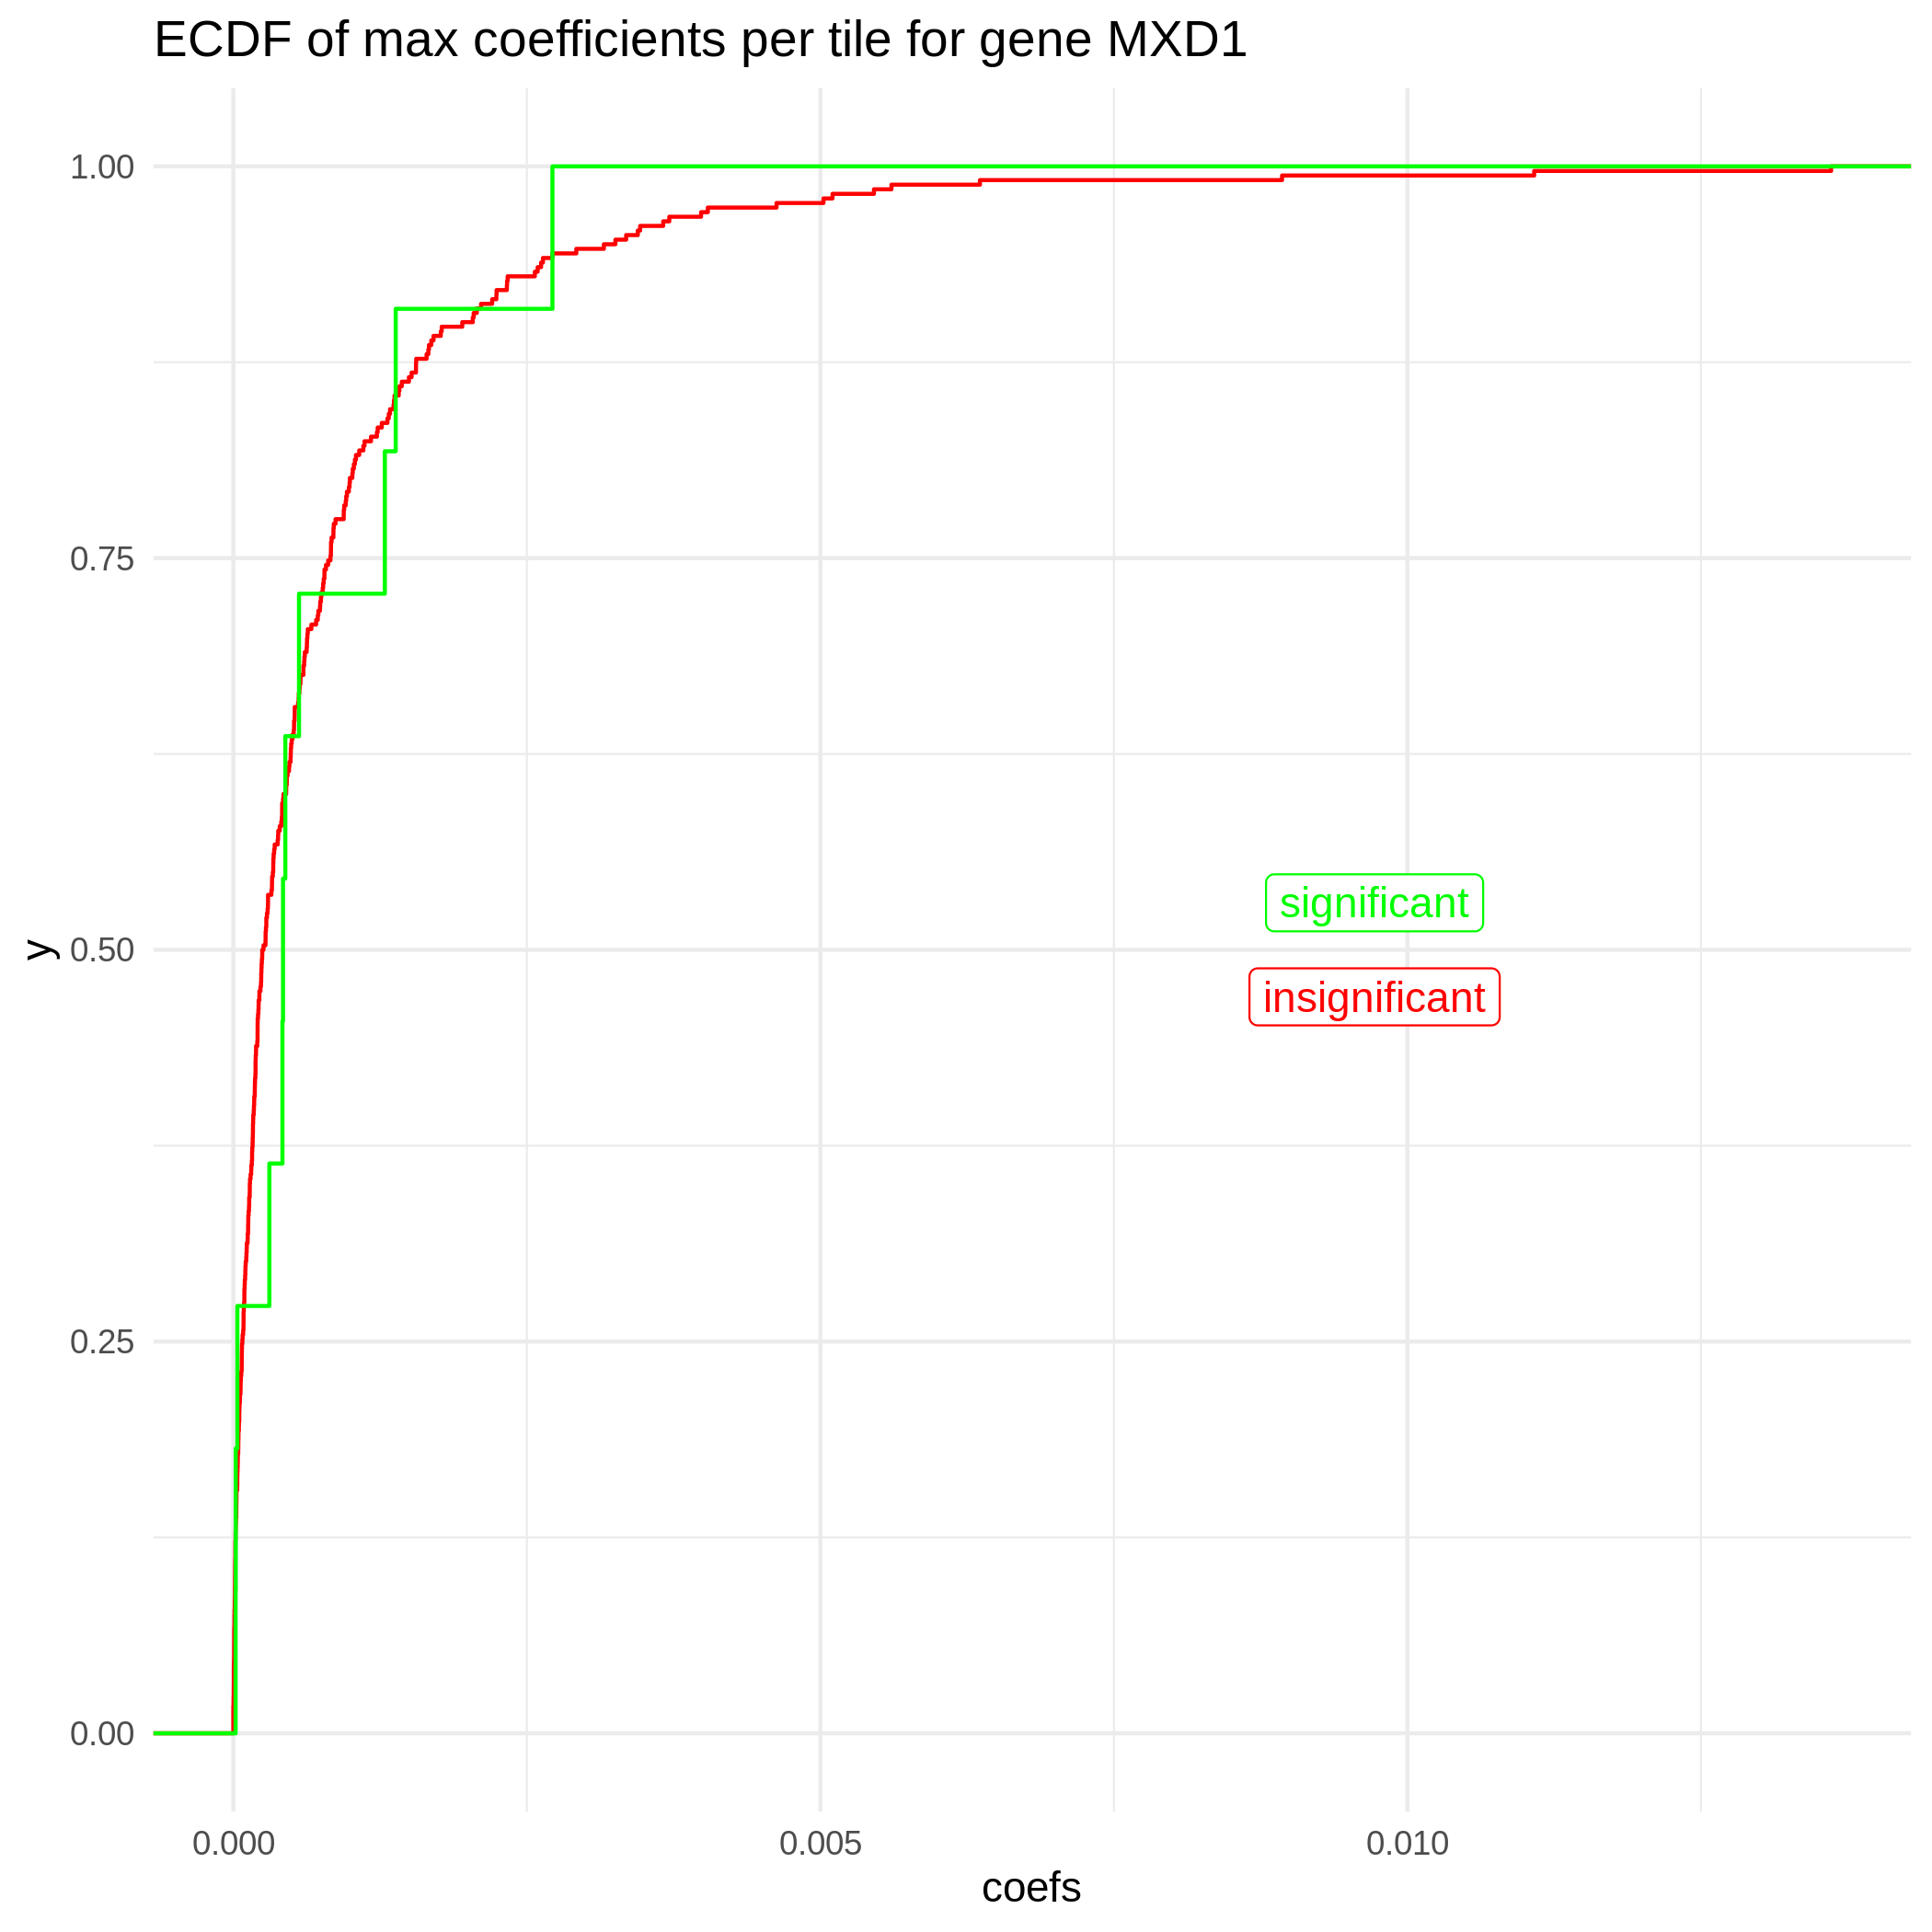 ECDF of max coefficients per tile for gene MXD1
1.00
0.75
0.50
0.25
0.00
y
significant
insignificant
0.000
0.005
0.010
coefs